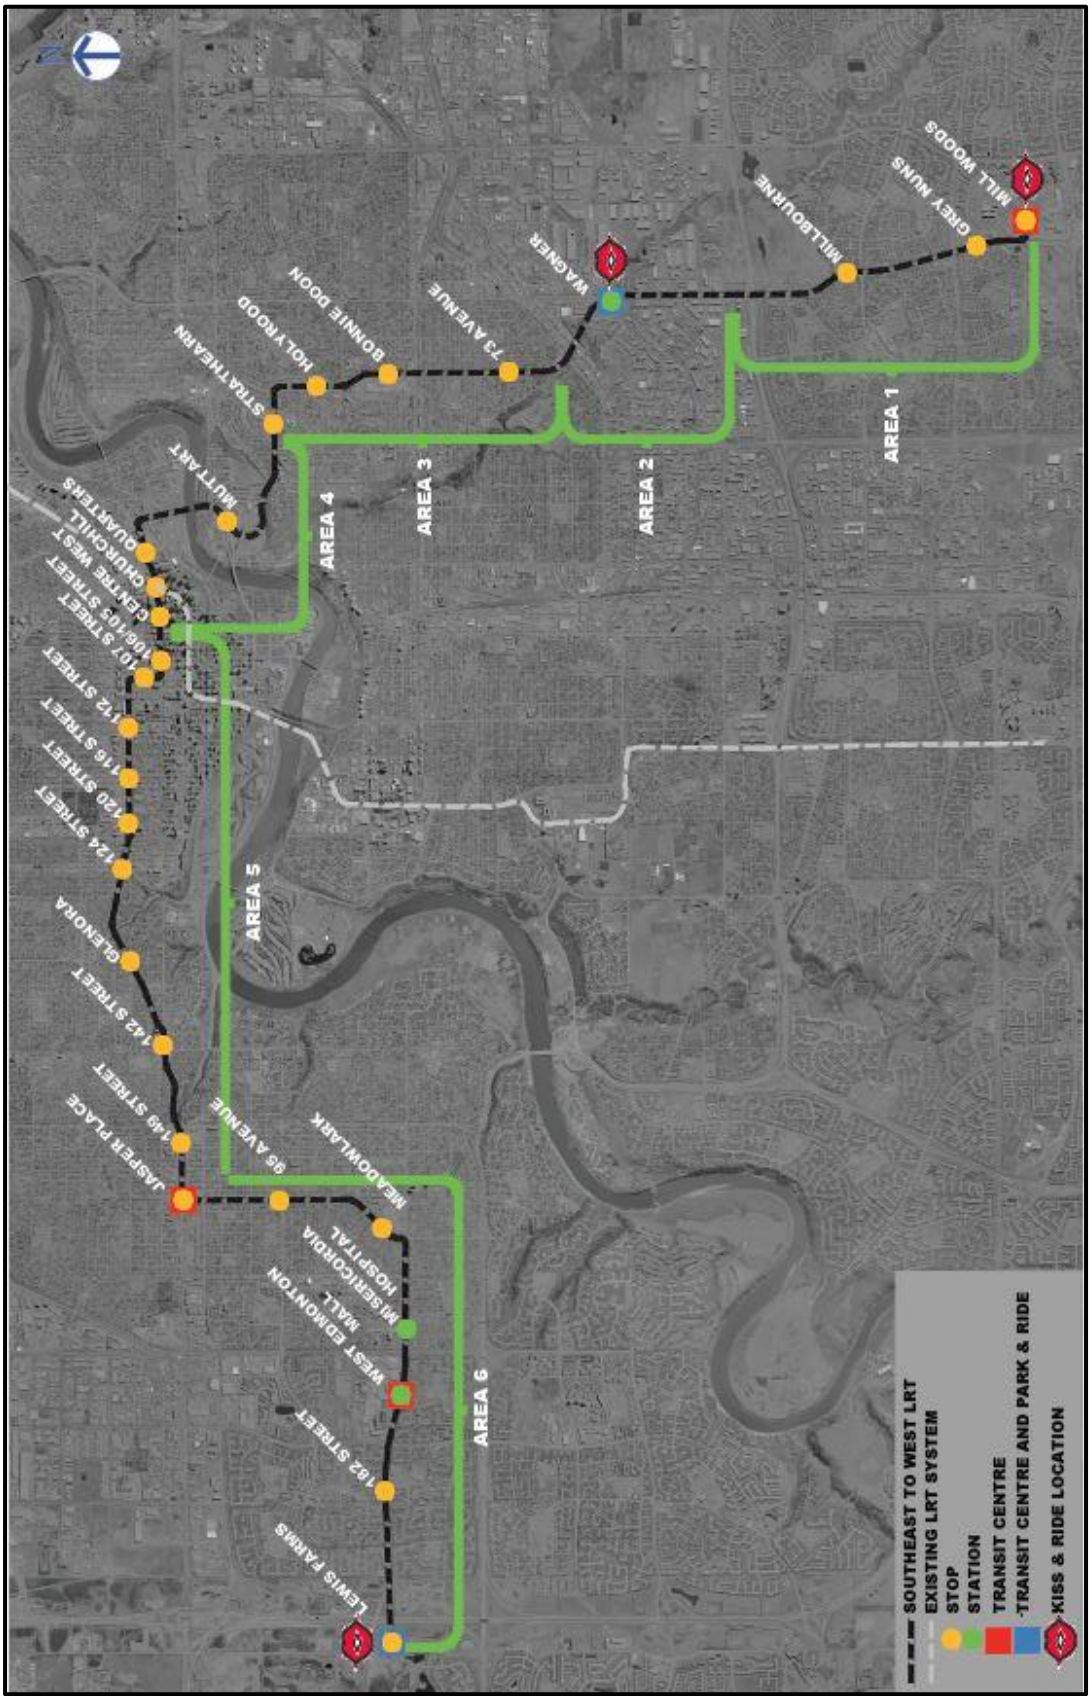 N
LEWIS FARMS
182 STREET
WEST EDMONTON
MALL
MISERICORDIA
HOSPITAL
MEADOWLARK
95 AVENUE
JASPER PLACE
149 STREET
142 STREET
GLENORA
124 STREET
120 STREET
116 STREET
112 STREET
107 STREET
106/105 STREET
CENTRE WEST
CHURCHILL
QUARTERS
MUTTART
STRATHEARN
HOLYROOD
BONNIE DOON
73 AVENUE
WAGNER
MILLBOURNE
GREY NUNS
MILL WOODS
AREA 1
AREA 2
AREA 3
AREA 4
AREA 5
AREA 6
SOUTHEAST TO WEST LRT
EXISTING LRT SYSTEM
STOP
STATION
TRANSIT CENTRE
TRANSIT CENTRE AND PARK & RIDE
KISS & RIDE LOCATION